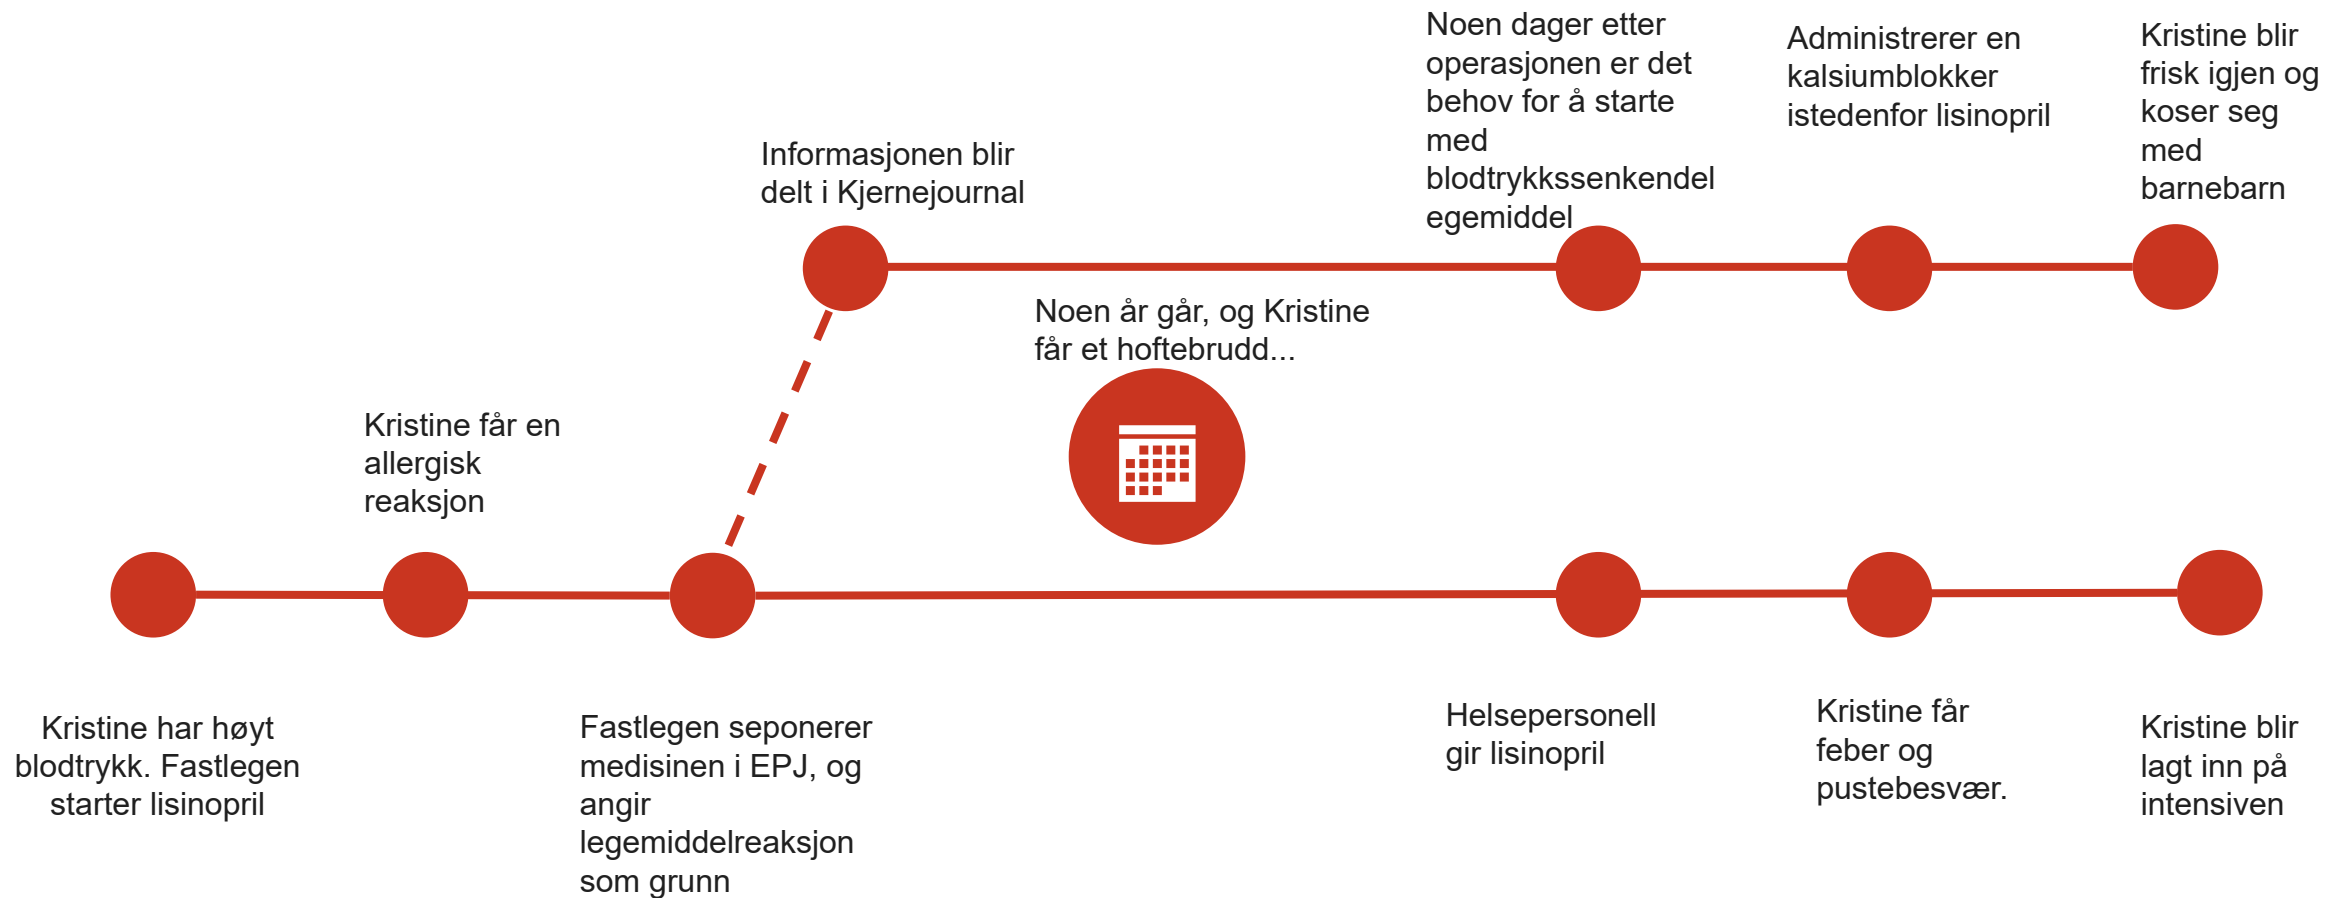 Noen dager etter
operasjonen er det
behov for å starte
med
blodtrykkssenkendel
egemiddel
Administrerer en
kalsiumblokker
istedenfor lisinopril
Kristine blir
frisk igjen og
koser seg
med
barnebarn
Informasjonen blir
delt i Kjernejournal
Noen år går, og Kristine
får et hoftebrudd...
Kristine får en
allergisk
reaksjon
Kristine har høyt
blodtrykk. Fastlegen
starter lisinopril
Fastlegen seponerer
medisinen i EPJ, og
angir
legemiddelreaksjon
som grunn
Helsepersonell
gir lisinopril
Kristine får
feber og
pustebesvær.
Kristine blir
lagt inn på
intensiven